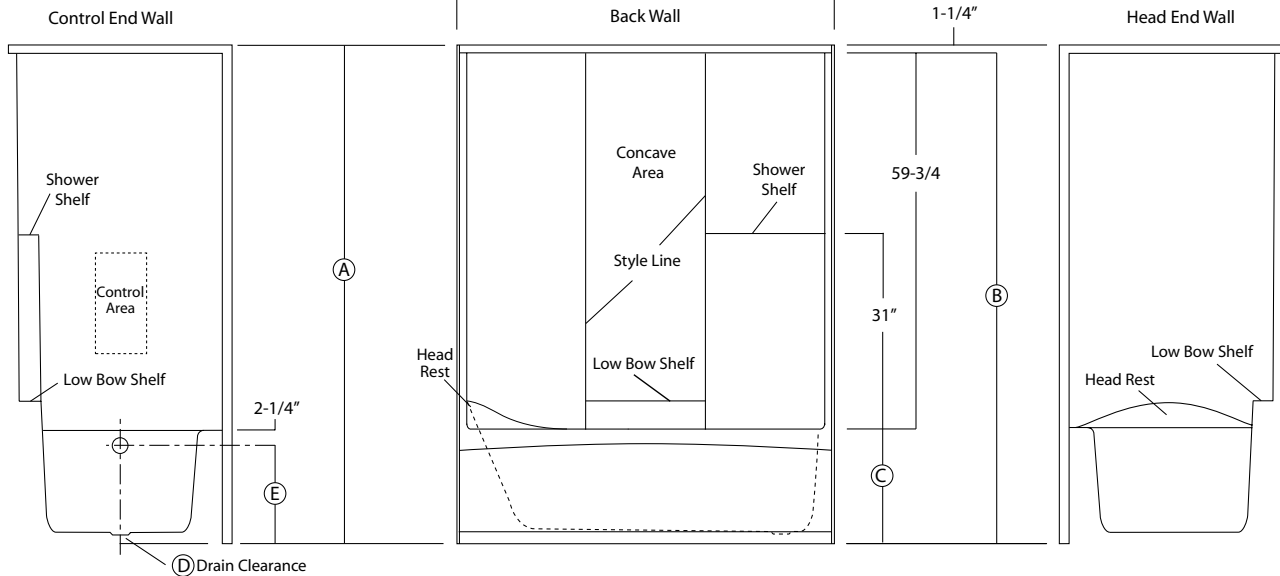 Control End Wall
Back Wall
1-1/4”
Head End Wall
Concave
Area
Shower
Shelf
59-3/4
Shower
Shelf
Style Line
A
Control
Area
B
31”
Head
Rest
Low Bow Shelf
Low Bow Shelf
Low Bow Shelf
Head Rest
2-1/4”
C
E
D Drain Clearance